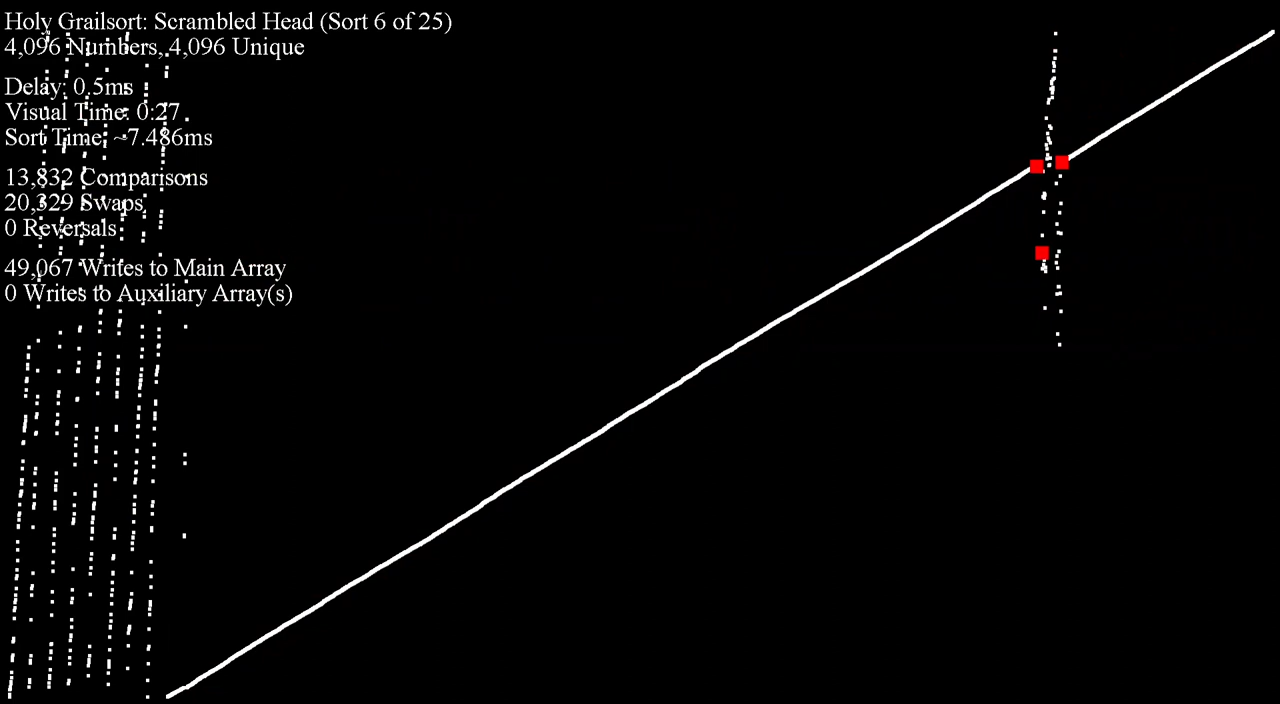 Holy Grailsort: Scrambled Head (Sort 6 of 25)
4,096 Numbers, 4,096 Unique
Delay: 0.5ms
Visual Time: 0:27
Sort Time: ~7.486ms
13,832 Comparisons
20,329 Swaps
0 Reversals
49,067 Writes to Main Array
0 Writes to Auxiliary Array(s)